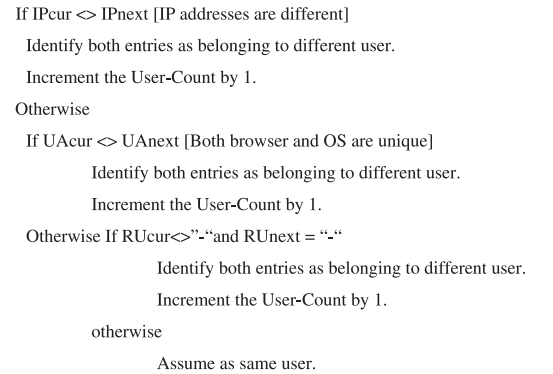 If IPcur <> IPnext [IP addresses are different]
Identify both entries as belonging to different user.
Increment the User-Count by 1.
Otherwise
If UAcur <> UAnext [Both browser and OS are unique]
Identify both entries as belonging to different user.
Increment the User-Count by 1.
Otherwise If RUcur<>”-“and RUnext = “-“
Identify both entries as belonging to different user.
Increment the User-Count by 1.
otherwise
Assume as same user.